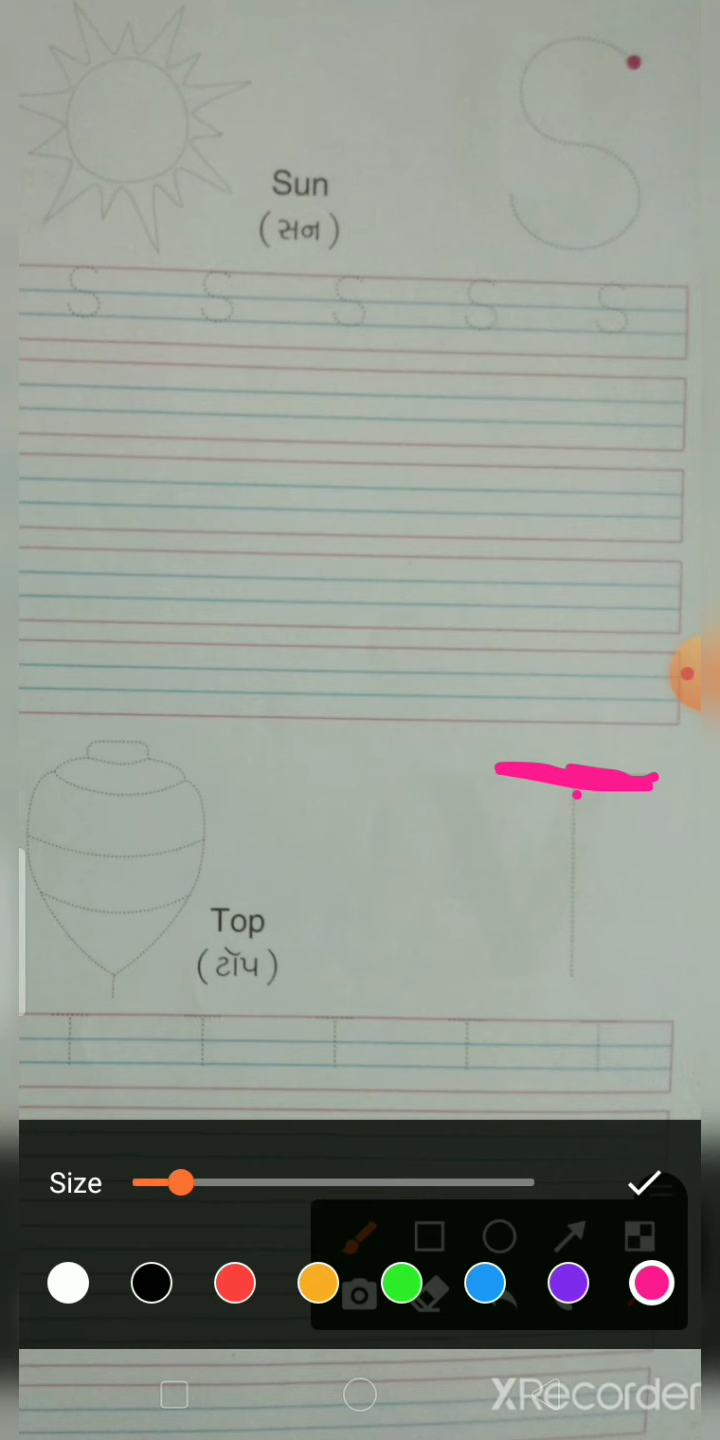 S
Sun
(સન)
S S S S S
T
Top
(ટૉપ)
T T T T T
Size
XRecorder